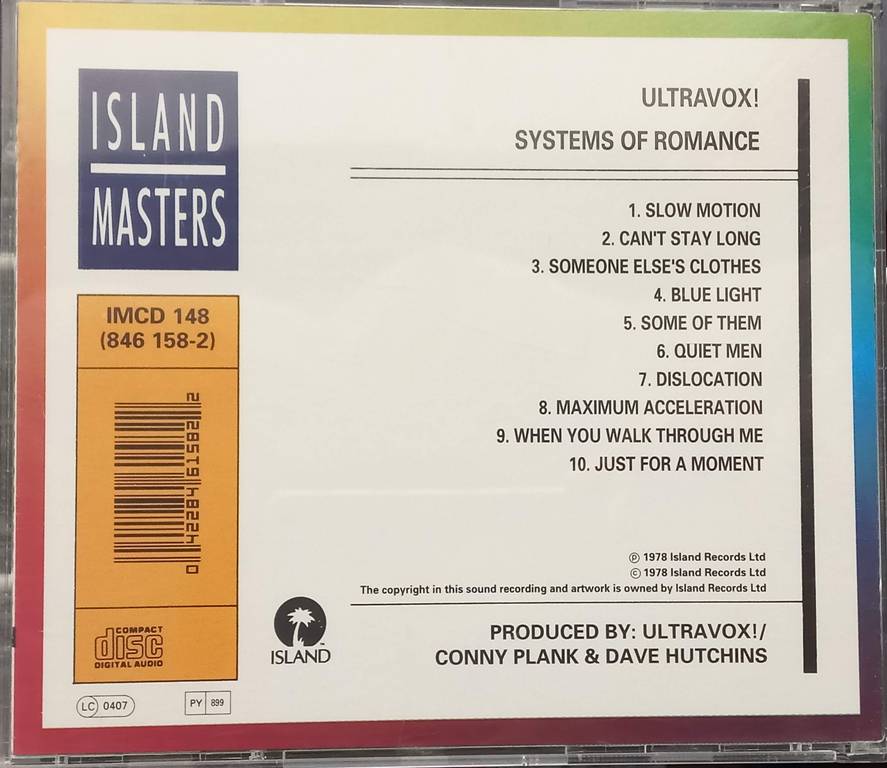 ISLAND
MASTERS
IMCD 148
(846 158-2)
0 42284 61582 2
COMPACT
disc
DIGITAL AUDIO
LC 0407
PY 899
ULTRAVOX!
SYSTEMS OF ROMANCE
1. SLOW MOTION
2. CAN'T STAY LONG
3. SOMEONE ELSE'S CLOTHES
4. BLUE LIGHT
5. SOME OF THEM
6. QUIET MEN
7. DISLOCATION
8. MAXIMUM ACCELERATION
9. WHEN YOU WALK THROUGH ME
10. JUST FOR A MOMENT
℗ 1978 Island Records Ltd
© 1978 Island Records Ltd
The copyright in this sound recording and artwork is owned by Island Records Ltd
ISLAND
PRODUCED BY: ULTRAVOX!/
CONNY PLANK & DAVE HUTCHINS